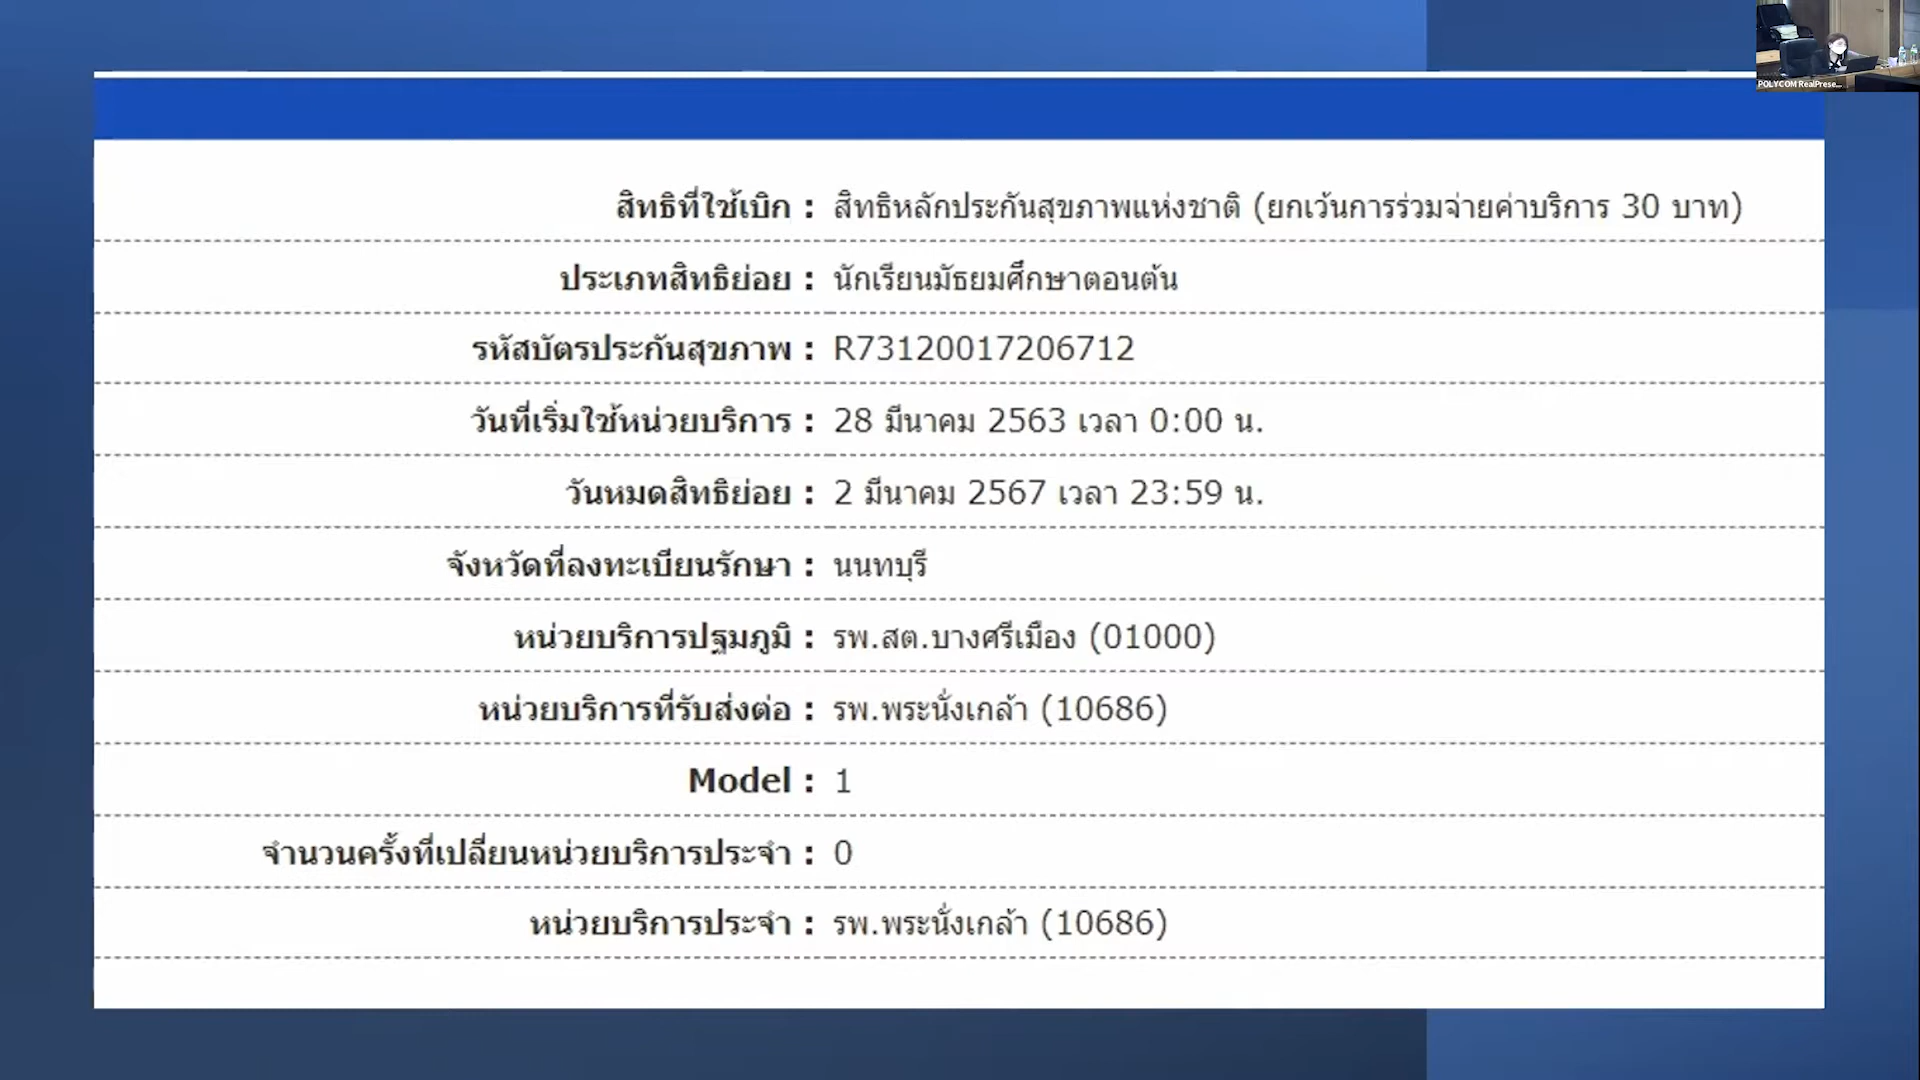 POLYCOM RealPrese...
สิทธิที่ใช้เบิก : สิทธิหลักประกันสุขภาพแห่งชาติ (ยกเว้นการร่วมจ่ายค่าบริการ 30 บาท)
ประเภทสิทธิย่อย : นักเรียนมัธยมศึกษาตอนต้น
รหัสบัตรประกันสุขภาพ : R73120017206712
วันที่เริ่มใช้หน่วยบริการ : 28 มีนาคม 2563 เวลา 0:00 น.
วันหมดสิทธิย่อย : 2 มีนาคม 2567 เวลา 23:59 น.
จังหวัดที่ลงทะเบียนรักษา : นนทบุรี
หน่วยบริการปฐมภูมิ : รพ.สต.บางศรีเมือง (01000)
หน่วยบริการที่รับส่งต่อ : รพ.พระนั่งเกล้า (10686)
Model : 1
จำนวนครั้งที่เปลี่ยนหน่วยบริการประจำ : 0
หน่วยบริการประจำ : รพ.พระนั่งเกล้า (10686)